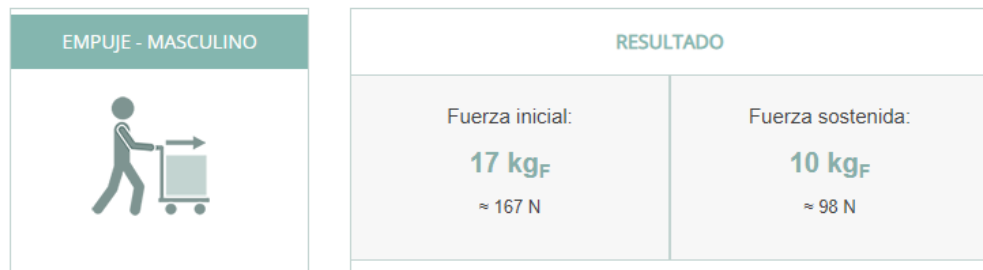 EMPUJE - MASCULINO
RESULTADO
Fuerza inicial:
17 kgF
≈ 167 N
Fuerza sostenida:
10 kgF
≈ 98 N